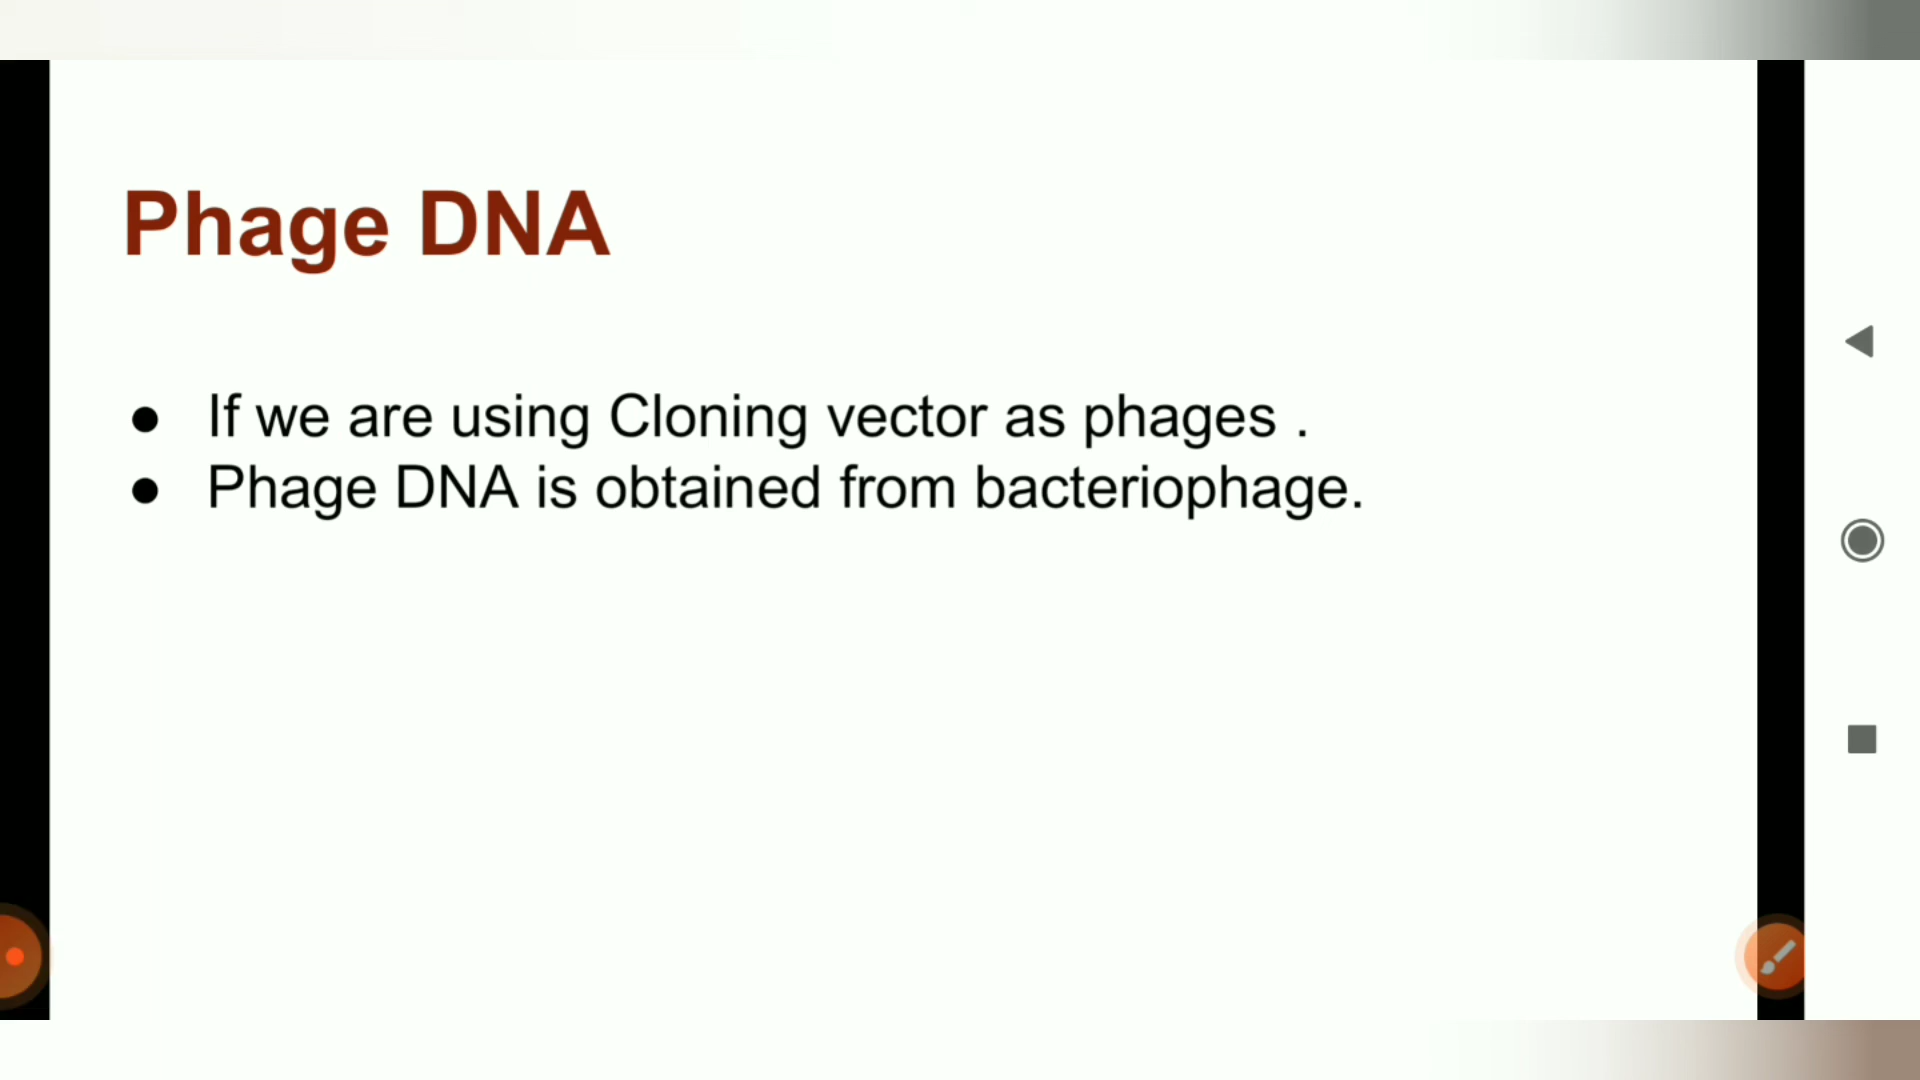 Phage DNA
● If we are using Cloning vector as phages .
● Phage DNA is obtained from bacteriophage.